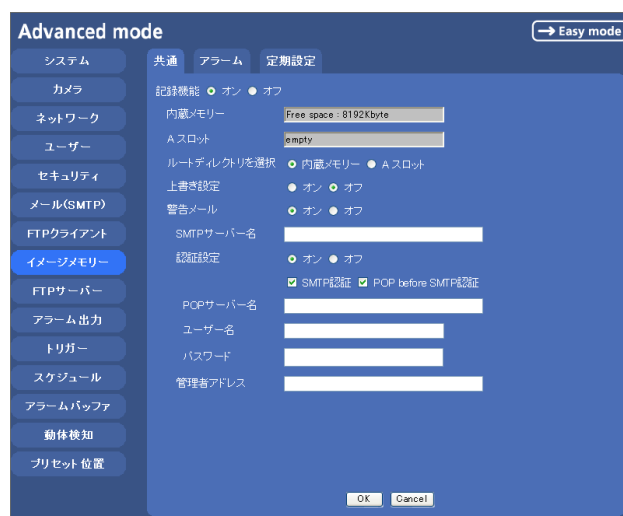 Advanced mode
→ Easy mode
システム
カメラ
ネットワーク
ユーザー
セキュリティ
メール(SMTP)
FTPクライアント
イメージメモリー
FTPサーバー
アラーム出力
トリガー
スケジュール
アラームバッファ
動体検知
プリセット位置
共通 アラーム 定期設定
記録機能 オン オフ
内蔵メモリー Free space : 8192Kbyte
Aスロット empty
ルートディレクトリを選択 内蔵メモリー Aスロット
上書き設定 オン オフ
警告メール オン オフ
SMTPサーバー名
認証設定 オン オフ
SMTP認証 POP before SMTP認証
POPサーバー名
ユーザー名
パスワード
管理者アドレス
OK Cancel